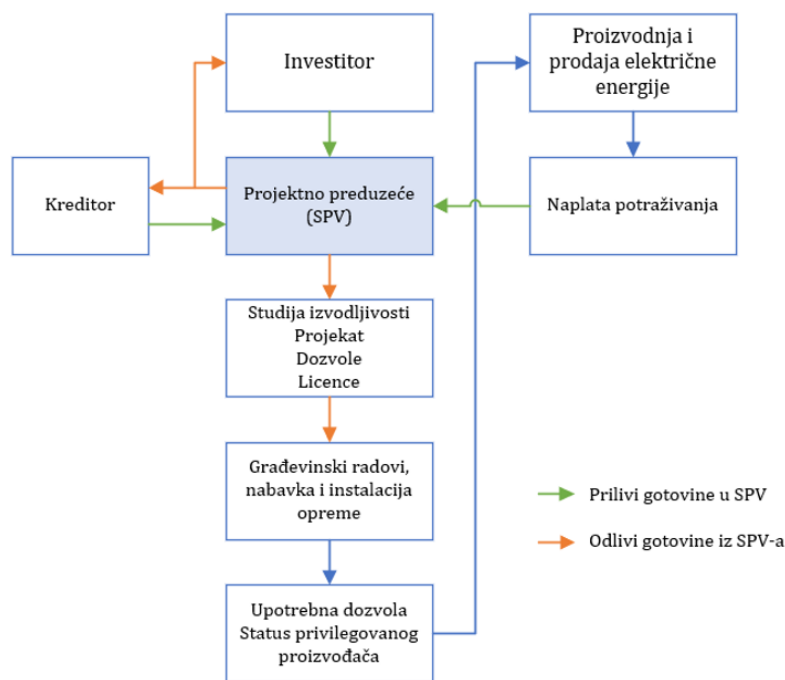 Investitor
Proizvodnja i
prodaja električne
energije
Kreditor
Projektno preduzeće
(SPV)
Naplata potraživanja
Studija izvodljivosti
Projekat
Dozvole
Licence
Građevinski radovi,
nabavka i instalacija
opreme
Prilivi gotovine u SPV
Odlivi gotovine iz SPV-a
Upotrebna dozvola
Status privilegovanog
proizvođača